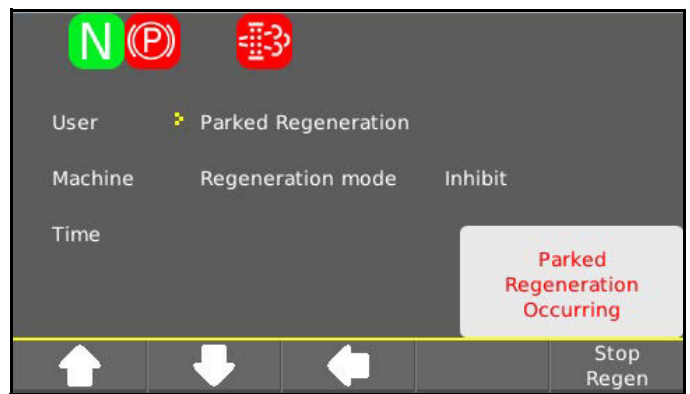 N (P)
User Parked Regeneration
Machine Regeneration mode Inhibit
Time
Parked
Regeneration
Occurring
Stop
Regen